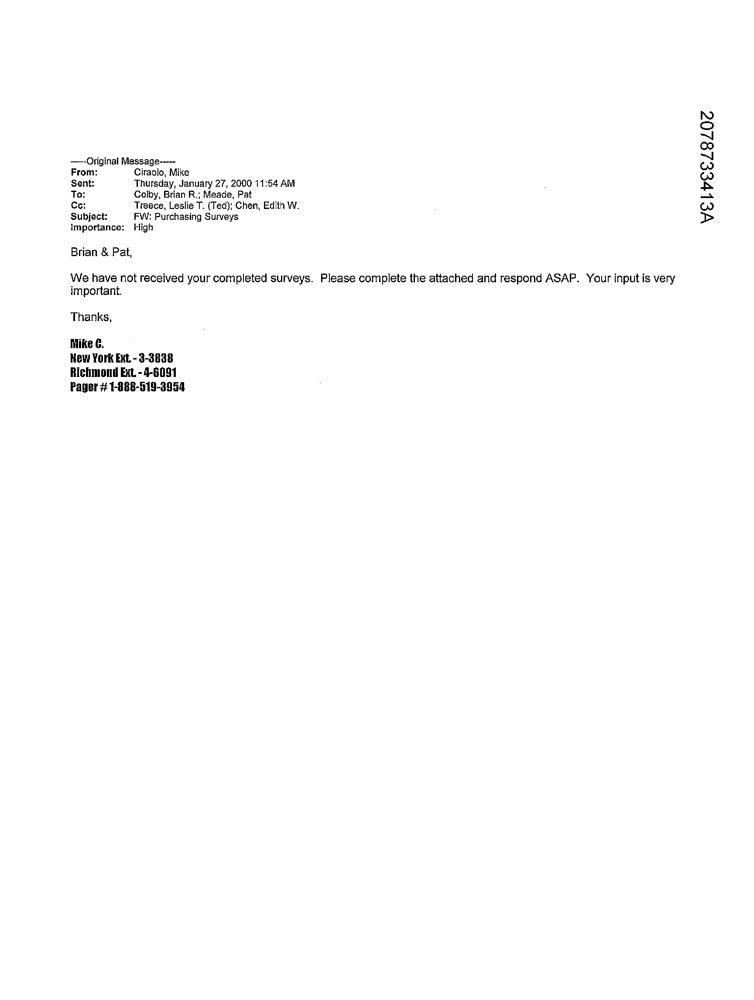 -----Original Message-----
From: Ciraolo, Mike
Sent: Thursday, January 27, 2000 11:54 AM
To: Colby, Brian R.; Meade, Pat
Cc: Treece, Leslie T. (Ted); Chen, Edith W.
Subject: FW: Purchasing Surveys
Importance: High
Brian & Pat,
We have not received your completed surveys. Please complete the attached and respond ASAP. Your input is very
important.
Thanks,
Mike C.
New York Ext. - 3-3838
Richmond Ext. - 4-6091
Pager # 1-888-519-3954
2078733413A